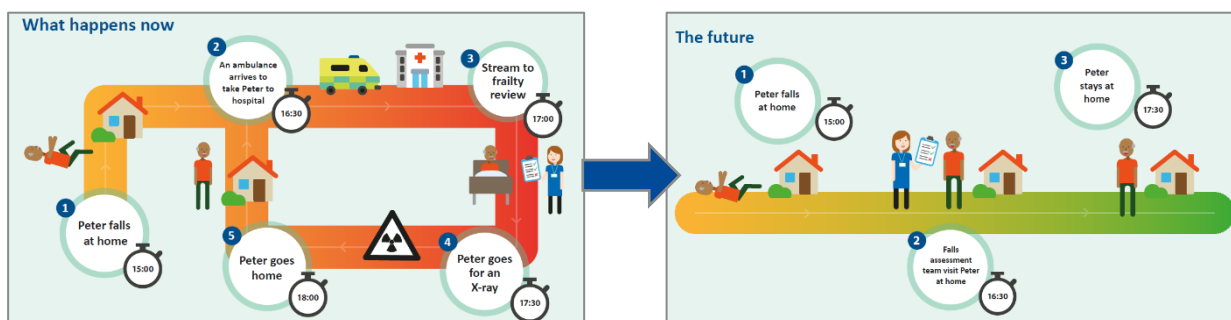 What happens now
1
Peter falls
at home
15:00
2
An ambulance
arrives to
take Peter to
hospital
16:30
3
Stream to
frailty
review
17:00
4
Peter goes
for an
X-ray
17:30
5
Peter goes
home
18:00
The future
1
Peter falls
at home
15:00
2
Falls
assessment
team visit Peter
at home
16:30
3
Peter
stays at
home
17:30